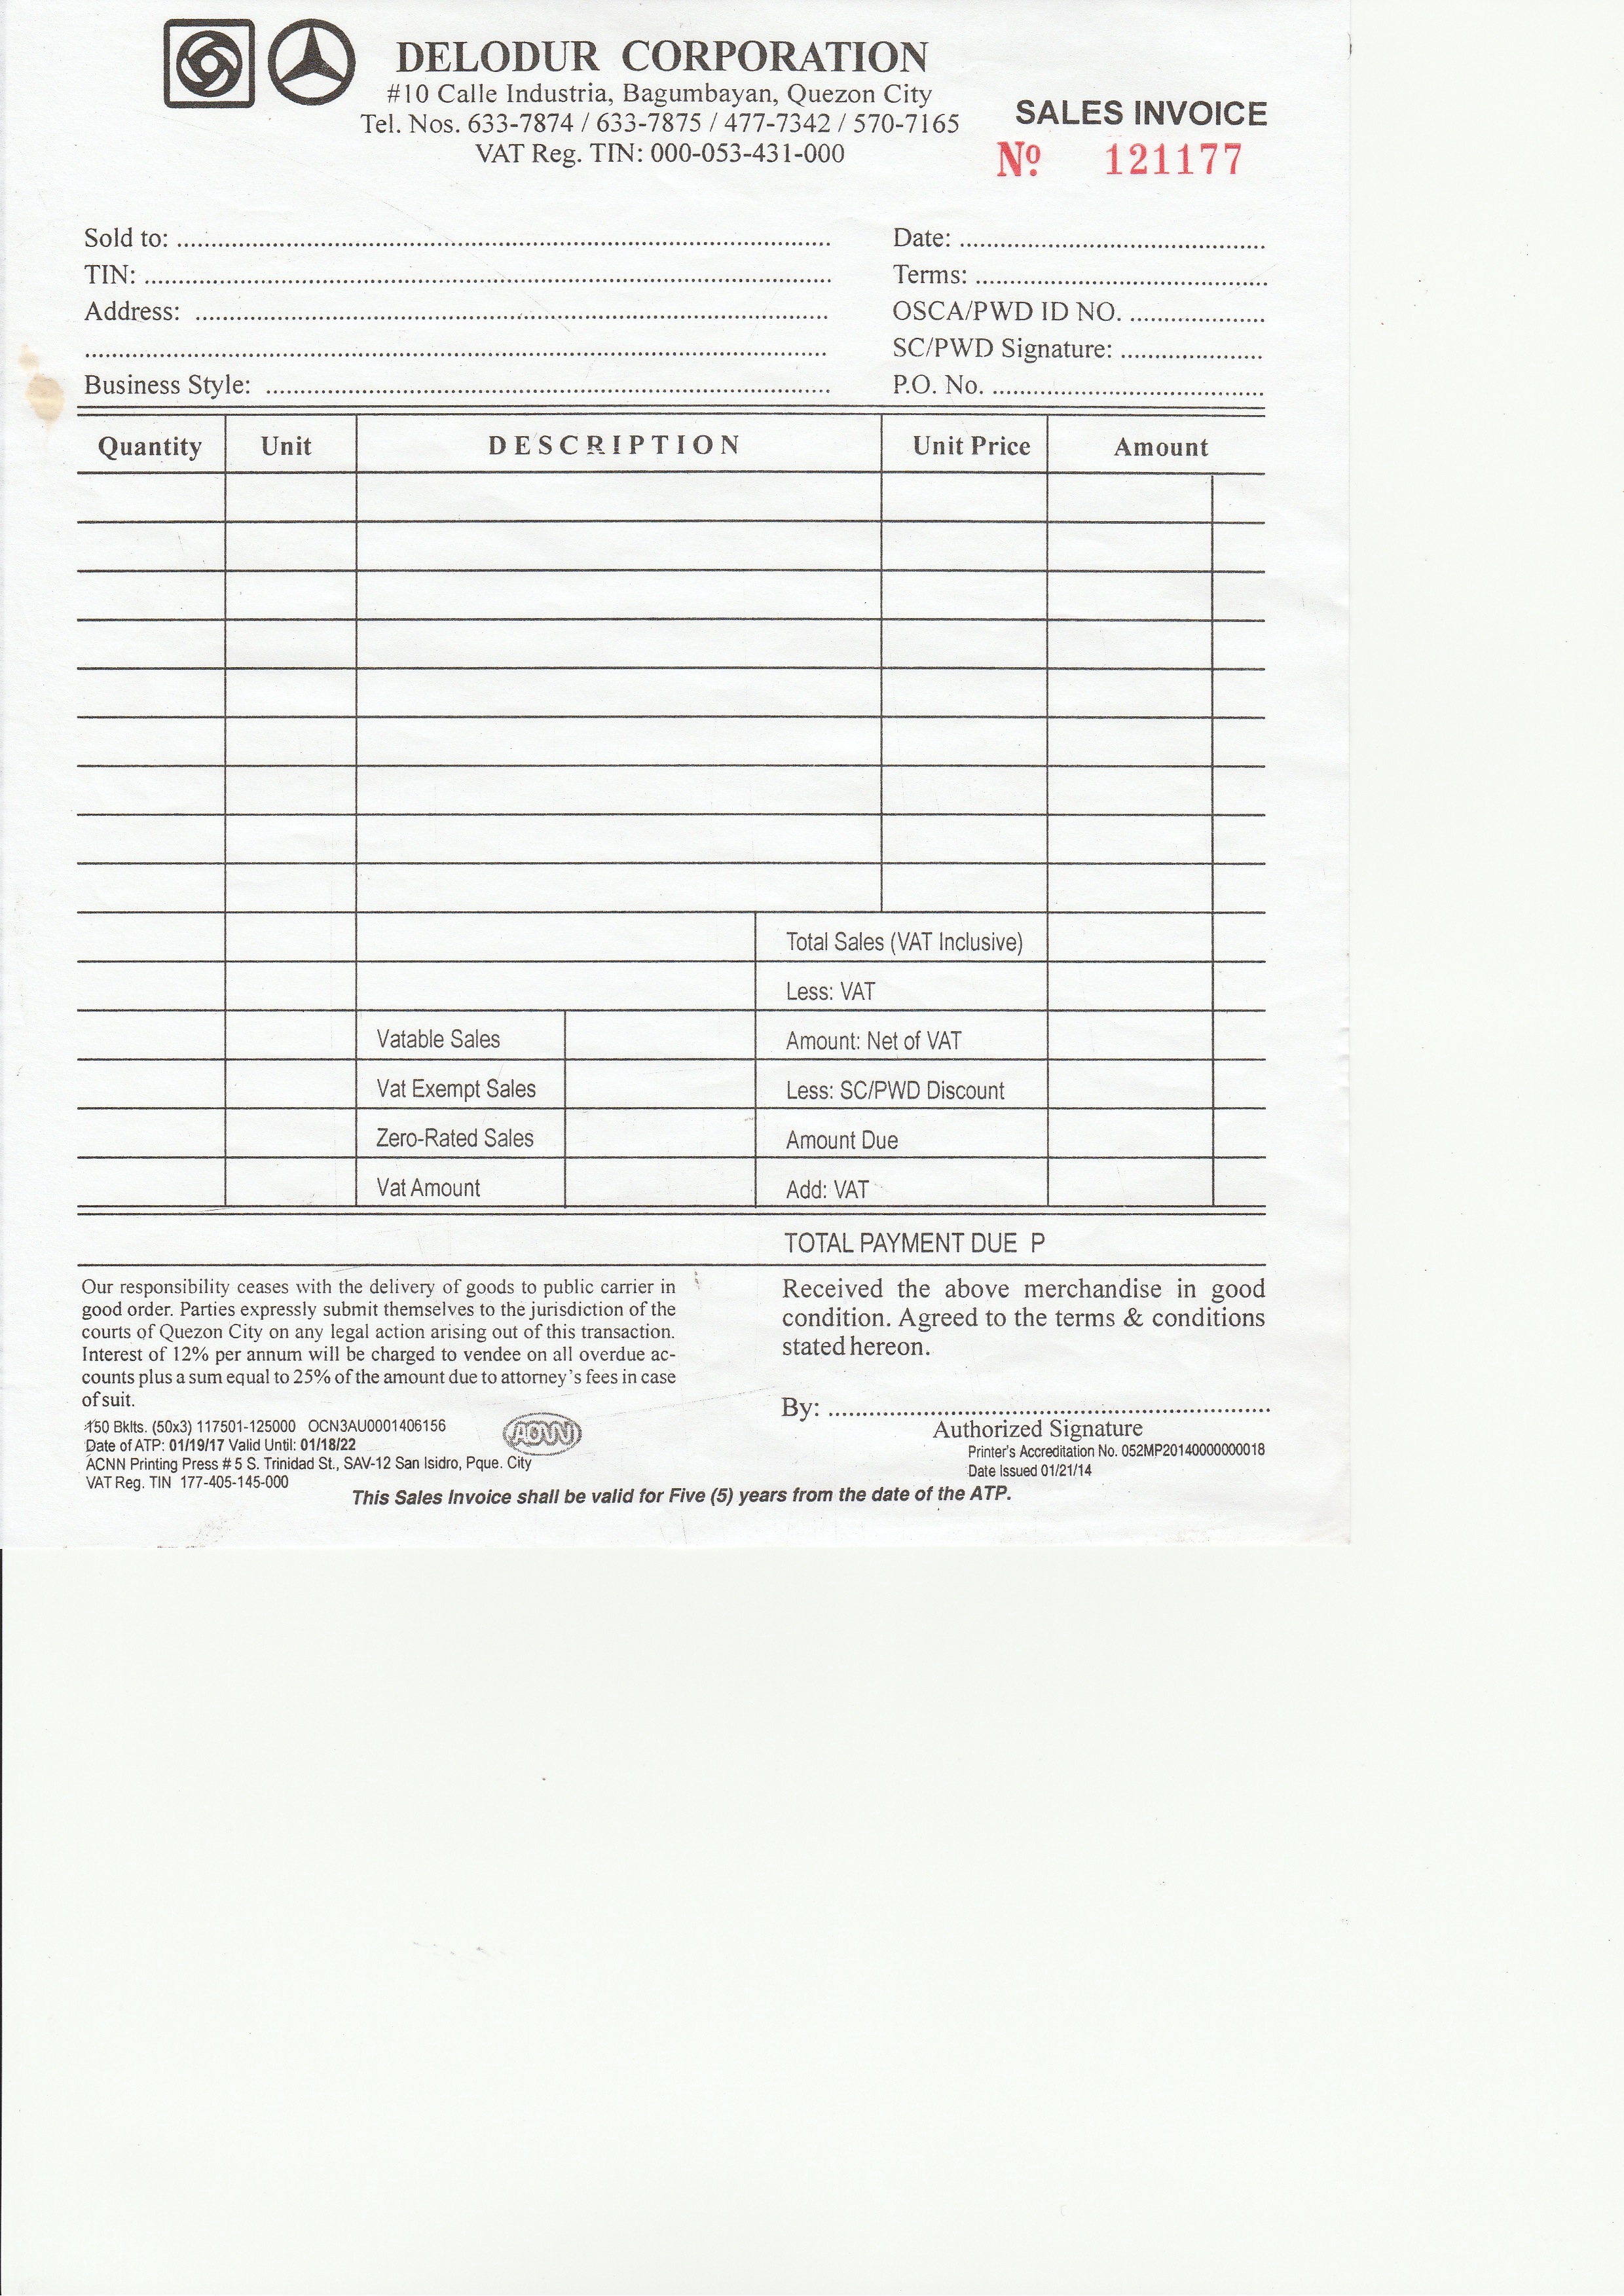 DELODUR CORPORATION
#10 Calle Industria, Bagumbayan, Quezon City
Tel. Nos. 633-7874 / 633-7875 / 477-7342 / 570-7165
VAT Reg. TIN: 000-053-431-000
SALES INVOICE
Nº 121177
Sold to: Date:
TIN: Terms:
Address: OSCA/PWD ID NO.
SC/PWD Signature:
Business Style: P.O. No.
Quantity Unit DESCRIPTION Unit Price Amount
Total Sales (VAT Inclusive)
Less: VAT
Vatable Sales Amount: Net of VAT
Vat Exempt Sales Less: SC/PWD Discount
Zero-Rated Sales Amount Due
Vat Amount Add: VAT
TOTAL PAYMENT DUE P
Our responsibility ceases with the delivery of goods to public carrier in
good order. Parties expressly submit themselves to the jurisdiction of the
courts of Quezon City on any legal action arising out of this transaction.
Interest of 12% per annum will be charged to vendee on all overdue ac-
counts plus a sum equal to 25% of the amount due to attorney's fees in case
of suit.
Received the above merchandise in good
condition. Agreed to the terms & conditions
stated hereon.
By:
Authorized Signature
150 Bklts. (50x3) 117501-125000 OCN3AU0001406156
Date of ATP: 01/19/17 Valid Until: 01/18/22
ACNN Printing Press # 5 S. Trinidad St., SAV-12 San Isidro, Pque. City
VAT Reg. TIN 177-405-145-000
ACNN
Printer's Accreditation No. 052MP20140000000018
Date Issued 01/21/14
This Sales Invoice shall be valid for Five (5) years from the date of the ATP.